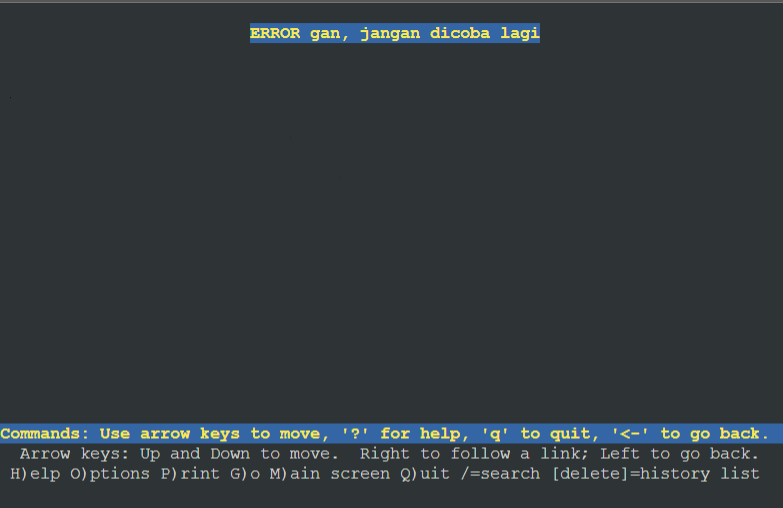 ERROR gan, jangan dicoba lagi
Commands: Use arrow keys to move, '?' for help, 'q' to quit, '<-' to go back.
Arrow keys: Up and Down to move.  Right to follow a link; Left to go back.
H)elp O)ptions P)rint G)o M)ain screen Q)uit /=search [delete]=history list